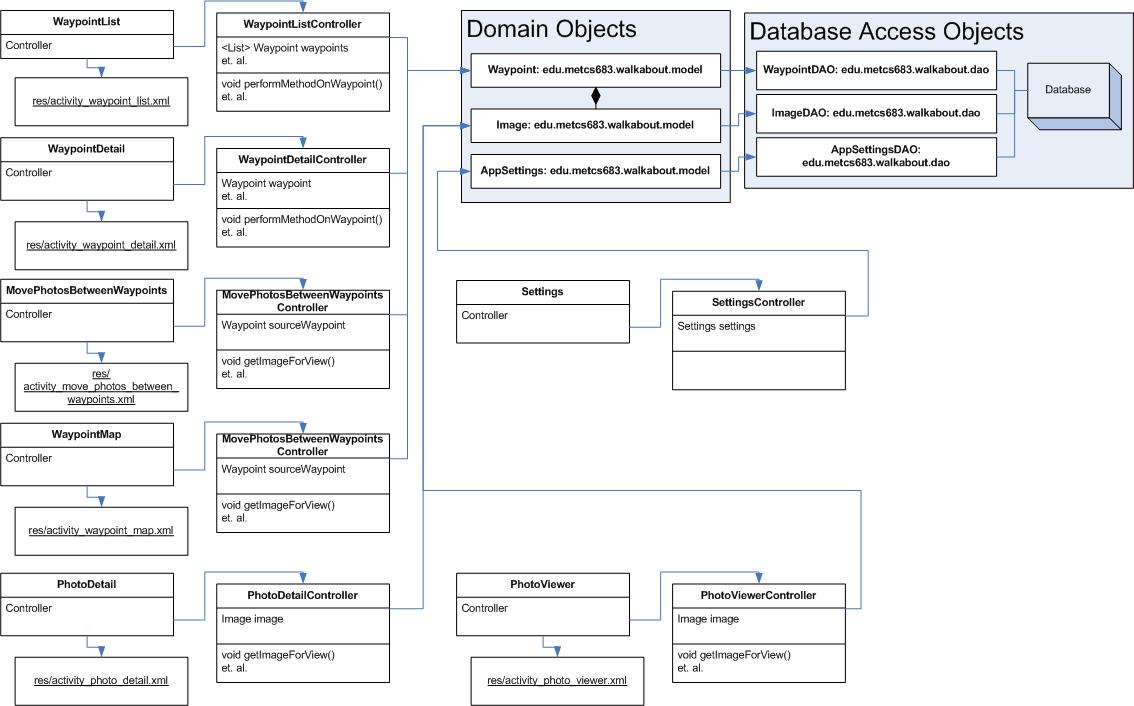 WaypointList
Controller
res/activity_waypoint_list.xml
WaypointListController
<List> Waypoint waypoints
et. al.
void performMethodOnWaypoint()
et. al.
Domain Objects
Waypoint: edu.metcs683.walkabout.model
Image: edu.metcs683.walkabout.model
AppSettings: edu.metcs683.walkabout.model
Database Access Objects
WaypointDAO: edu.metcs683.walkabout.dao
ImageDAO: edu.metcs683.walkabout.dao
AppSettingsDAO:
edu.metcs683.walkabout.dao
Database
WaypointDetail
Controller
res/activity_waypoint_detail.xml
WaypointDetailController
Waypoint waypoint
et. al.
void performMethodOnWaypoint()
et. al.
MovePhotosBetweenWaypoints
Controller
res/
activity_move_photos_between_
waypoints.xml
MovePhotosBetweenWaypoints
Controller
Waypoint sourceWaypoint
void getImageForView()
et. al.
Settings
Controller
SettingsController
Settings settings
WaypointMap
Controller
res/activity_waypoint_map.xml
MovePhotosBetweenWaypoints
Controller
Waypoint sourceWaypoint
void getImageForView()
et. al.
PhotoDetail
Controller
res/activity_photo_detail.xml
PhotoDetailController
Image image
void getImageForView()
et. al.
PhotoViewer
Controller
res/activity_photo_viewer.xml
PhotoViewerController
Image image
void getImageForView()
et. al.